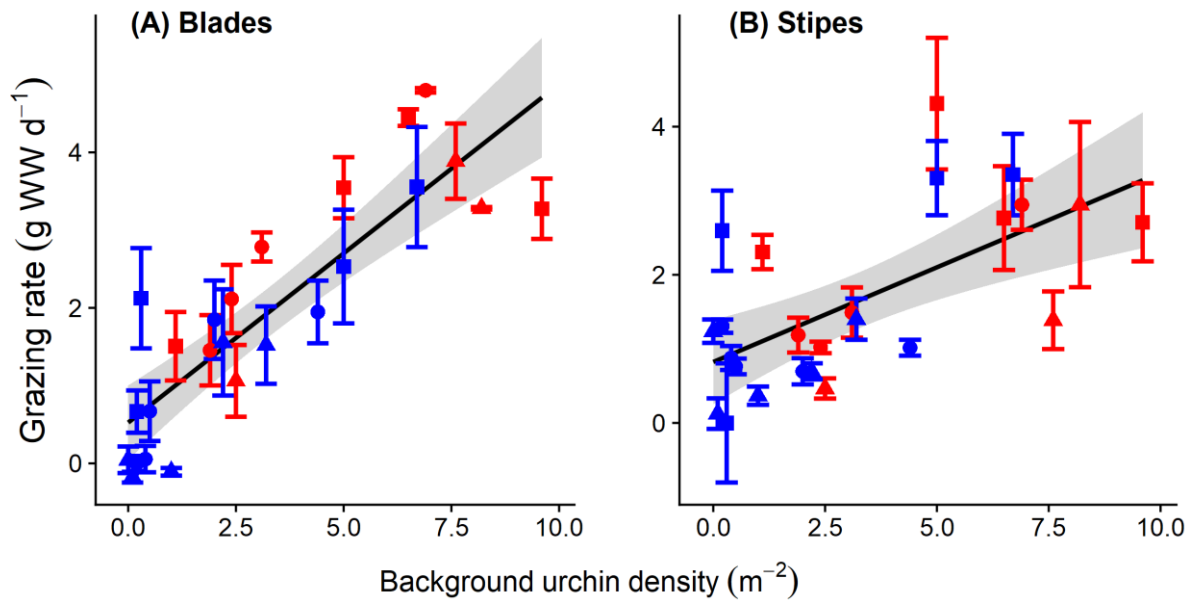 (A) Blades
(B) Stipes
Grazing rate (g WW d⁻¹)
4
2
0
4
2
0
0.0 2.5 5.0 7.5 10.0
0.0 2.5 5.0 7.5 10.0
Background urchin density (m⁻²)